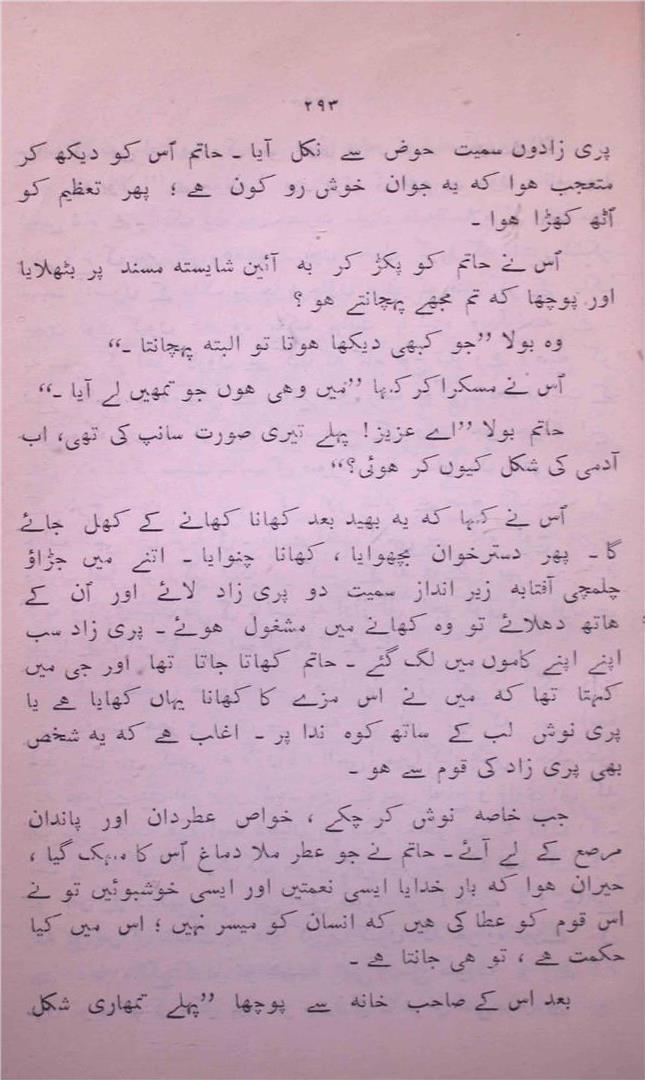 ۲۹۳
پری زادوں سمیت حوض سے نکل آیا ۔ حاتم اُس کو دیکھ کر
متعجب ہوا کہ یہ جوان خوش رو کون ہے ؛ پھر تعظیم کو
اُٹھ کھڑا ہوا ۔
اُس نے حاتم کو پکڑ کر بہ آئین شایستہ مسند پر بٹھلایا
اور پوچھا کہ تم مجھے پہچانتے ہو ؟
وہ بولا ”جو کبھی دیکھا ہوتا تو البتہ پہچانتا ۔“
اُس نے مسکرا کر کہا ”میں وہی ہوں جو تمھیں لے آیا ۔“
حاتم بولا ”اے عزیز! پہلے تیری صورت سانپ کی تھی، اب
آدمی کی شکل کیوں کر ہوئی؟“
اُس نے کہا کہ یہ بھید بعد کھانا کھانے کے کھل جائے
گا ۔ پھر دسترخوان بچھوایا ، کھانا چنوایا ۔ اتنے میں جڑاؤ
چلمچی آفتابہ زیر انداز سمیت دو پری زاد لائے اور اُن کے
ہاتھ دھلائے تو وہ کھانے میں مشغول ہوئے ۔ پری زاد سب
اپنے اپنے کاموں میں لگ گئے ۔ حاتم کھاتا جاتا تھا اور جی میں
کہتا تھا کہ میں نے اس مزے کا کھانا یہاں کھایا ہے یا
پری نوش لب کے ساتھ کوہ ندا پر ۔ اغلب ہے کہ یہ شخص
بھی پری زاد کی قوم سے ہو ۔
جب خاصہ نوش کر چکے ، خواص عطردان اور پاندان
مرصع کے لے آئے ۔ حاتم نے جو عطر ملا دماغ اُس کا مہک گیا ،
حیران ہوا کہ بار خدایا ایسی نعمتیں اور ایسی خوشبوئیں تو نے
اس قوم کو عطا کی ہیں کہ انسان کو میسر نہیں ؛ اس میں کیا
حکمت ہے ، تو ہی جانتا ہے ۔
بعد اس کے صاحب خانہ سے پوچھا ”پہلے تمھاری شکل